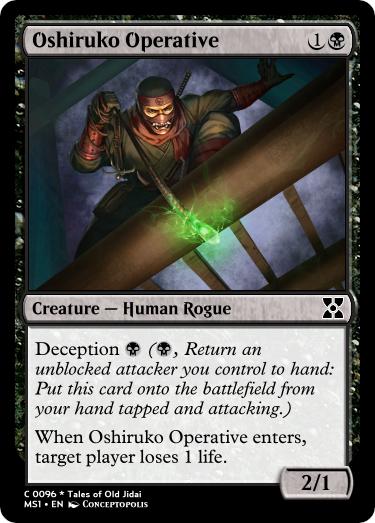 Oshiruko Operative 1
Creature — Human Rogue
Deception (, Return an
unblocked attacker you control to hand:
Put this card onto the battlefield from
your hand tapped and attacking.)
When Oshiruko Operative enters,
target player loses 1 life.
2/1
C 0096 * Tales of Old Jidai
MS1 • EN Conceptopolis